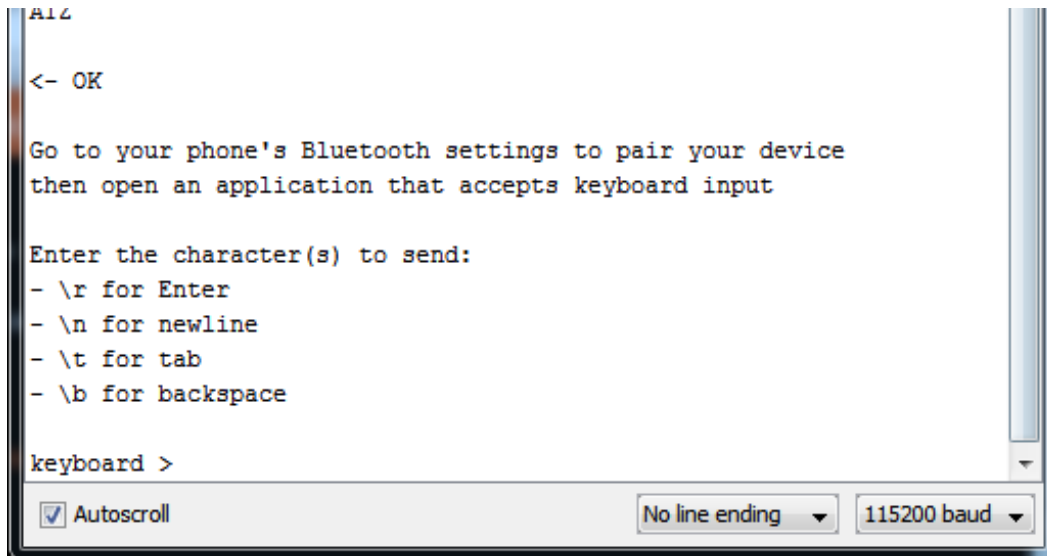 ATZ
<- OK
Go to your phone's Bluetooth settings to pair your device
then open an application that accepts keyboard input
Enter the character(s) to send:
- \r for Enter
- \n for newline
- \t for tab
- \b for backspace
keyboard >
Autoscroll
No line ending
115200 baud